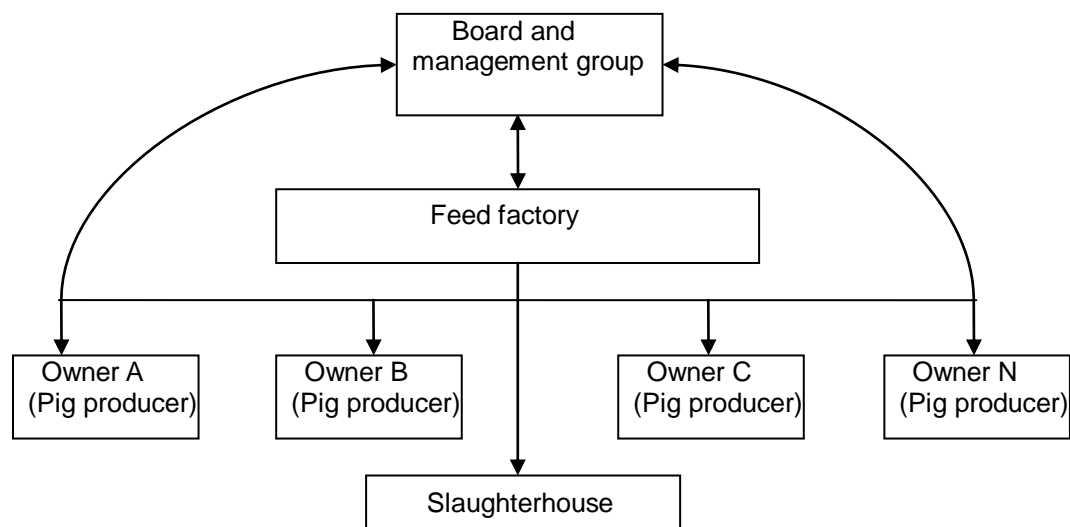 Board and
management group
Feed factory
Owner A
(Pig producer)
Owner B
(Pig producer)
Owner C
(Pig producer)
Owner N
(Pig producer)
Slaughterhouse